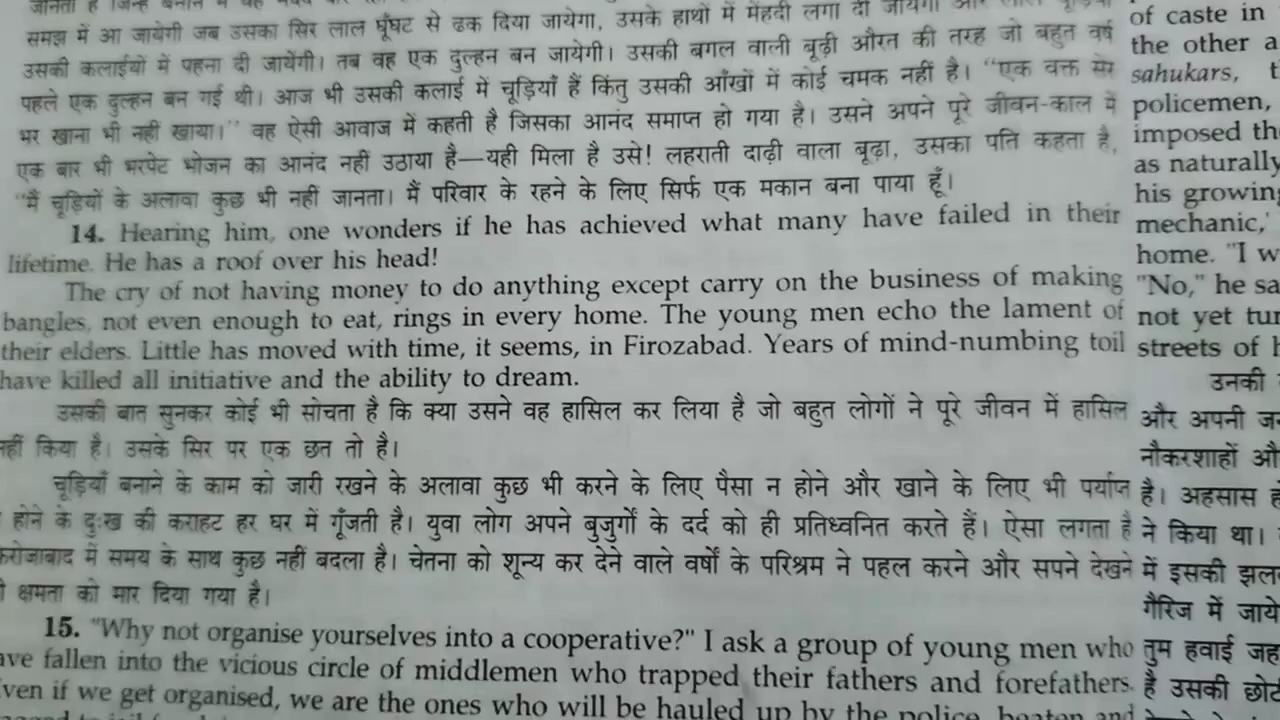 समझ में आ जायेगी जब उसका सिर लाल घूँघट से ढक दिया जायेगा, उसके हाथों में मेंहदी लगा दी जायेगी और लाल
उसकी कलाईयों में पहना दी जायेंगी। तब वह एक दुल्हन बन जायेगी। उसकी बगल वाली बूढ़ी औरत की तरह जो बहुत वर्ष
पहले एक दुल्हन बन गई थी। आज भी उसकी कलाई में चूड़ियाँ हैं किंतु उसकी आँखों में कोई चमक नहीं है। "एक वक्त सेर
भर खाना भी नहीं खाया।" वह ऐसी आवाज में कहती है जिसका आनंद समाप्त हो गया है। उसने अपने पूरे जीवन-काल में
एक बार भी भरपेट भोजन का आनंद नहीं उठाया है—यही मिला है उसे! लहराती दाढ़ी वाला बूढ़ा, उसका पति कहता है,
"मैं चूड़ियों के अलावा कुछ भी नहीं जानता। मैं परिवार के रहने के लिए सिर्फ एक मकान बना पाया हूँ।
14. Hearing him, one wonders if he has achieved what many have failed in their
lifetime. He has a roof over his head!
The cry of not having money to do anything except carry on the business of making
bangles, not even enough to eat, rings in every home. The young men echo the lament of
their elders. Little has moved with time, it seems, in Firozabad. Years of mind-numbing toil
have killed all initiative and the ability to dream.
उसकी बात सुनकर कोई भी सोचता है कि क्या उसने वह हासिल कर लिया है जो बहुत लोगों ने पूरे जीवन में हासिल
नहीं किया है। उसके सिर पर एक छत तो है।
चूड़ियाँ बनाने के काम को जारी रखने के अलावा कुछ भी करने के लिए पैसा न होने और खाने के लिए भी पर्याप्त
होने के दुःख की कराहट हर घर में गूँजती है। युवा लोग अपने बुजुर्गों के दर्द को ही प्रतिध्वनित करते हैं। ऐसा लगता है
में समय के साथ कुछ नहीं बदला है। चेतना को शून्य कर देने वाले वर्षों के परिश्रम ने पहल करने और सपने देखने
क्षमता को मार दिया गया है।
15. "Why not organise yourselves into a cooperative?" I ask a group of young men who
ave fallen into the vicious circle of middlemen who trapped their fathers and forefathers.
ven if we get organised, we are the ones who will be hauled up by the police, beaten and
of caste in
the other a
sahukars,
policemen,
imposed th
as naturally
his growing
mechanic,'
home. "I w
"No," he sa
not yet tur
streets of h
उनकी
और अपनी ज
नौकरशाहों औ
है। अहसास ह
ने किया था।
में इसकी झल
गैरिज में जाये
तुम हवाई जह
है उसकी छोट